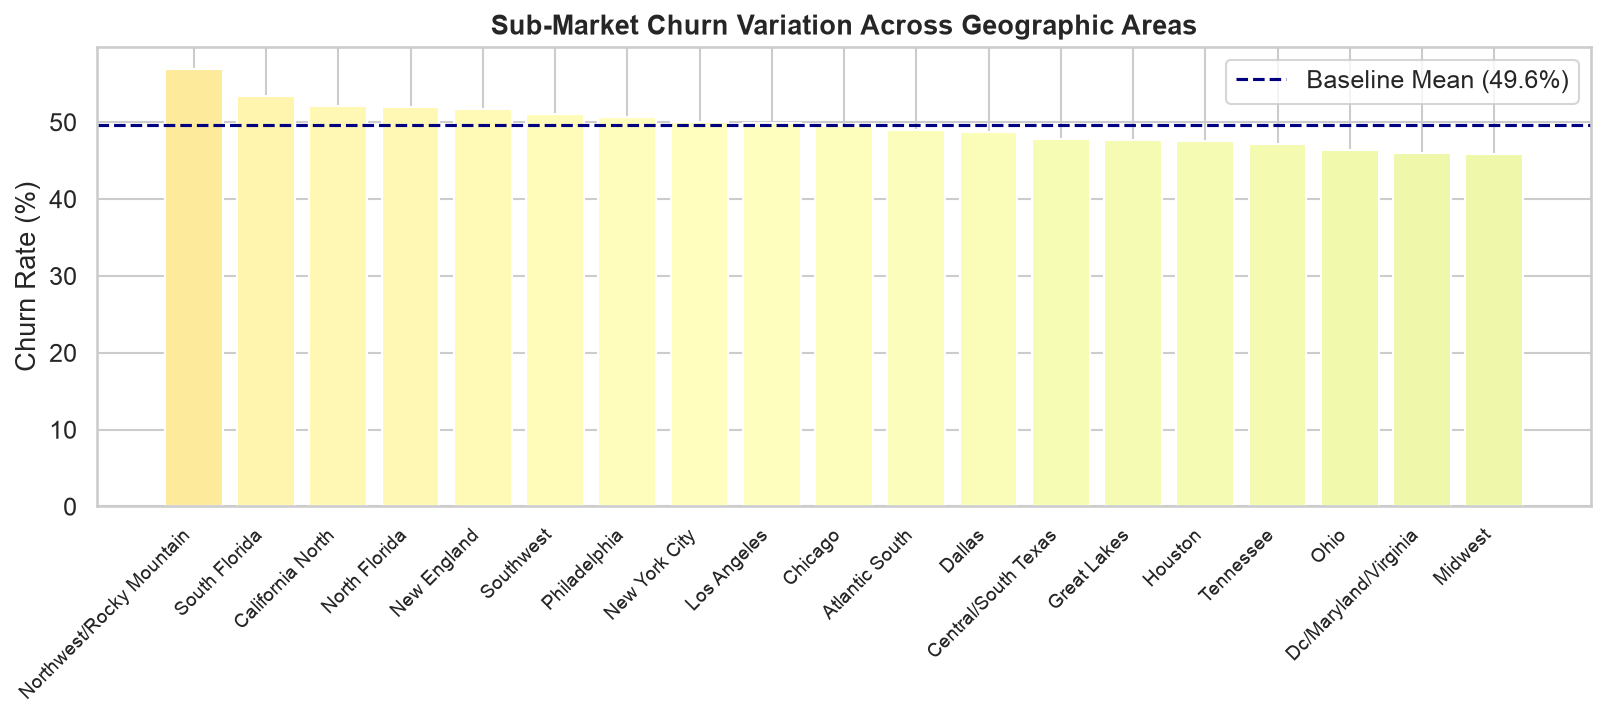 Sub-Market Churn Variation Across Geographic Areas
Baseline Mean (49.6%)
Churn Rate (%)
50
40
30
20
10
0
Northwest/Rocky Mountain
South Florida
California North
North Florida
New England
Southwest
Philadelphia
New York City
Los Angeles
Chicago
Atlantic South
Dallas
Central/South Texas
Great Lakes
Houston
Tennessee
Ohio
Dc/Maryland/Virginia
Midwest